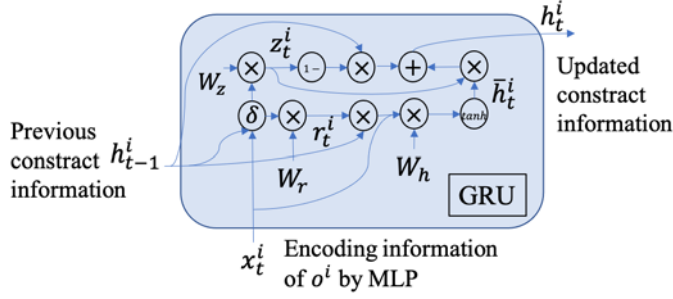 h_t^i
z_t^i
1-
×
+
×
W_z
×
Updated
constract
information
h̄_t^i
δ
×
r_t^i
×
×
tanh
Previous
constract h_{t-1}^i
information
W_r
W_h
GRU
x_t^i
Encoding information
of o^i by MLP